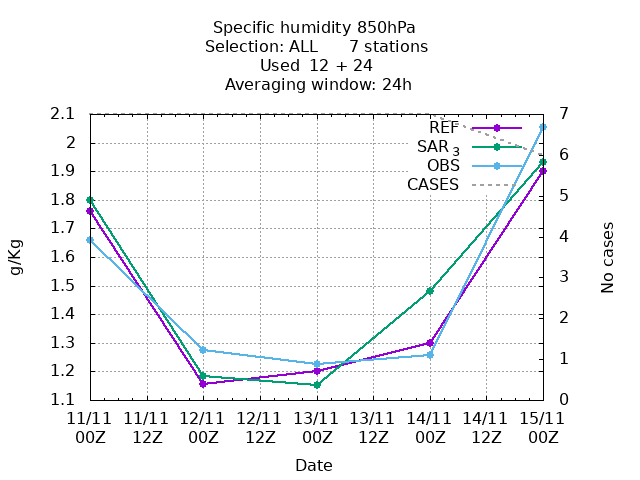 Specific humidity 850hPa
Selection: ALL 7 stations
Used 12 + 24
Averaging window: 24h
g/Kg
2.1
2
1.9
1.8
1.7
1.6
1.5
1.4
1.3
1.2
1.1
REF
SAR 3
OBS
CASES
7
6
5
4
3
2
1
0
No cases
11/11 11/11 12/11 12/11 13/11 13/11 14/11 14/11 15/11
00Z 12Z 00Z 12Z 00Z 12Z 00Z 12Z 00Z
Date